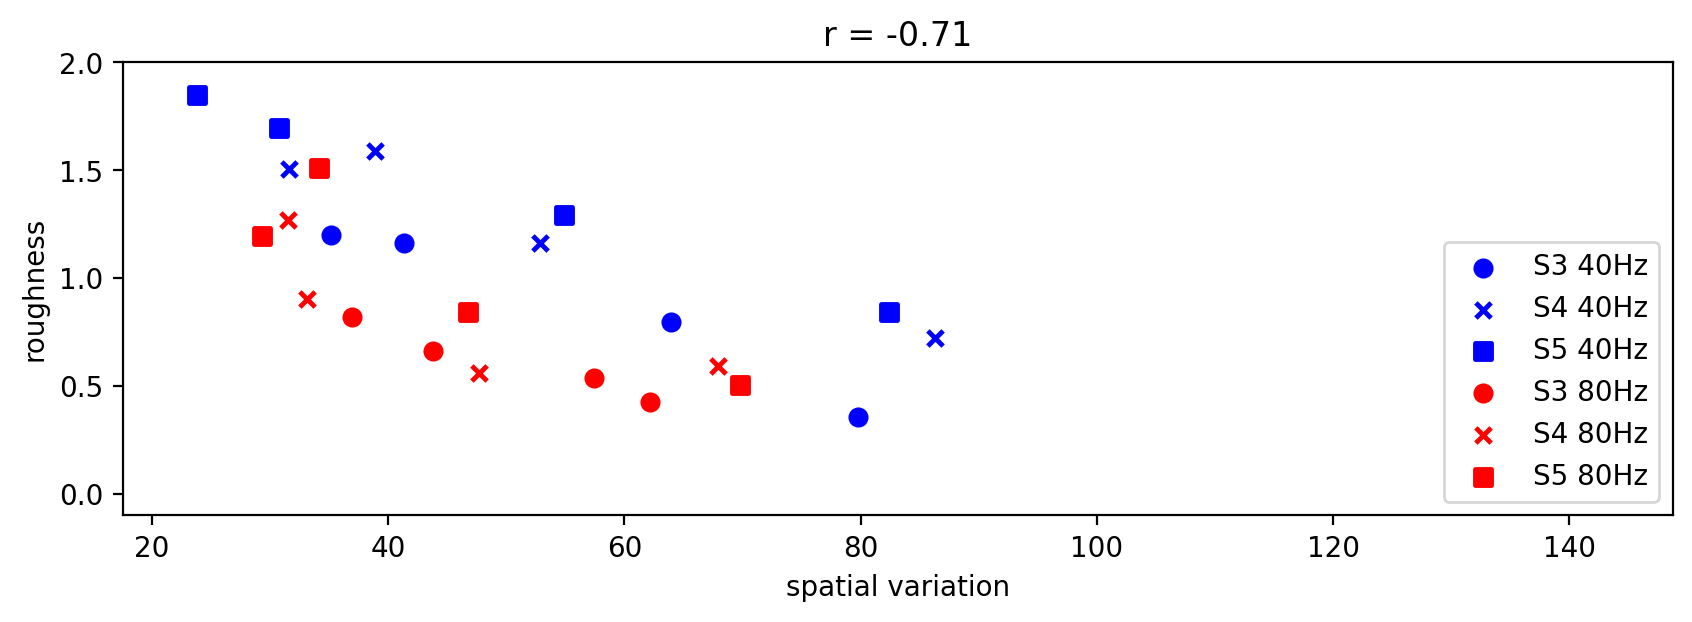 r = -0.71
2.0
1.5
1.0
0.5
0.0
roughness
20 40 60 80 100 120 140
spatial variation
S3 40Hz
S4 40Hz
S5 40Hz
S3 80Hz
S4 80Hz
S5 80Hz